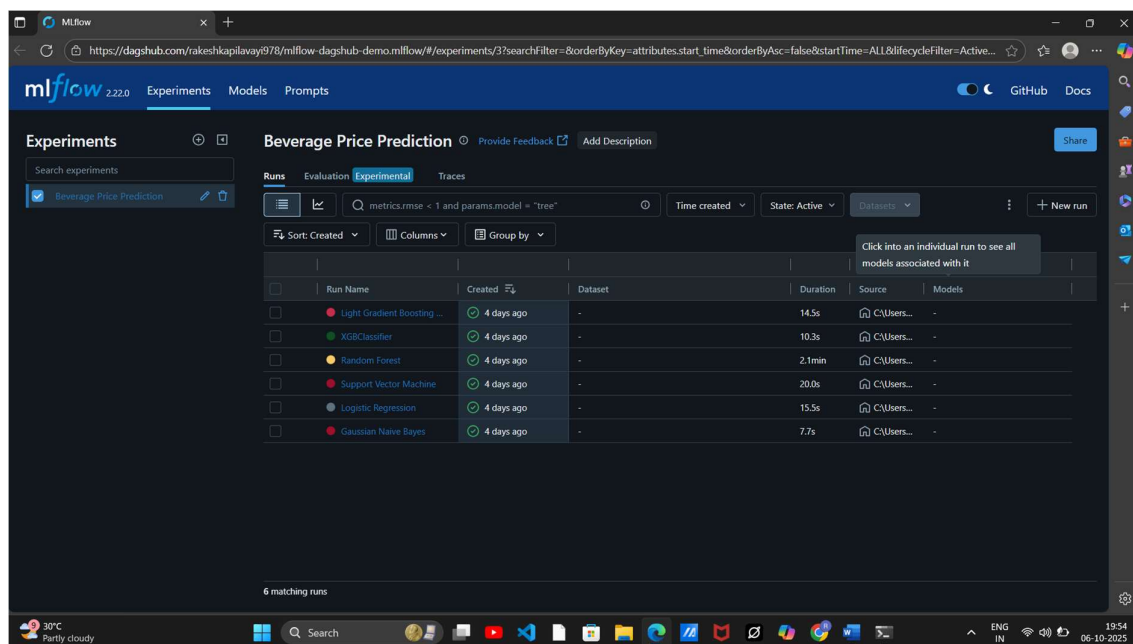 MLflow
https://dagshub.com/rakeshkapilavayi978/mlflow-dagshub-demo.mlflow/#/experiments/3?searchFilter=&orderByKey=attributes.start_time&orderByAsc=false&startTime=ALL&lifecycleFilter=Active...
mlflow 2.22.0 Experiments Models Prompts GitHub Docs
Experiments
Search experiments
Beverage Price Prediction
Beverage Price Prediction Provide Feedback Add Description Share
Runs Evaluation Experimental Traces
metrics.rmse < 1 and params.model = "tree" Time created State: Active Datasets New run
Sort: Created Columns Group by
Click into an individual run to see all
models associated with it
Run Name Created Dataset Duration Source Models
Light Gradient Boosting ... 4 days ago - 14.5s C:\Users... -
XGBClassifier 4 days ago - 10.3s C:\Users... -
Random Forest 4 days ago - 2.1min C:\Users... -
Support Vector Machine 4 days ago - 20.0s C:\Users... -
Logistic Regression 4 days ago - 15.5s C:\Users... -
Gaussian Naive Bayes 4 days ago - 7.7s C:\Users... -
6 matching runs
9 30°C
Partly cloudy
Search
ENG
IN
19:54
06-10-2025